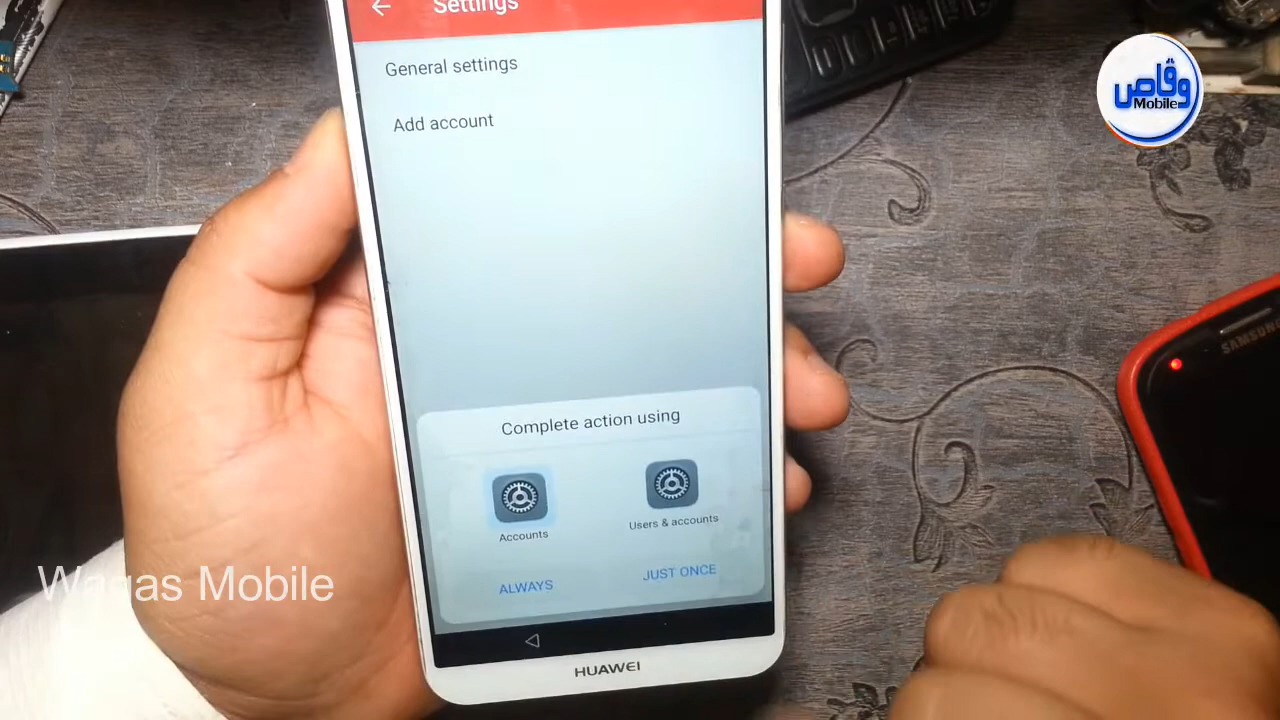 Settings
General settings
Add account
وقاص
Mobile
SAMSUNG
Complete action using
Accounts
Users & accounts
ALWAYS
JUST ONCE
Waqas Mobile
HUAWEI